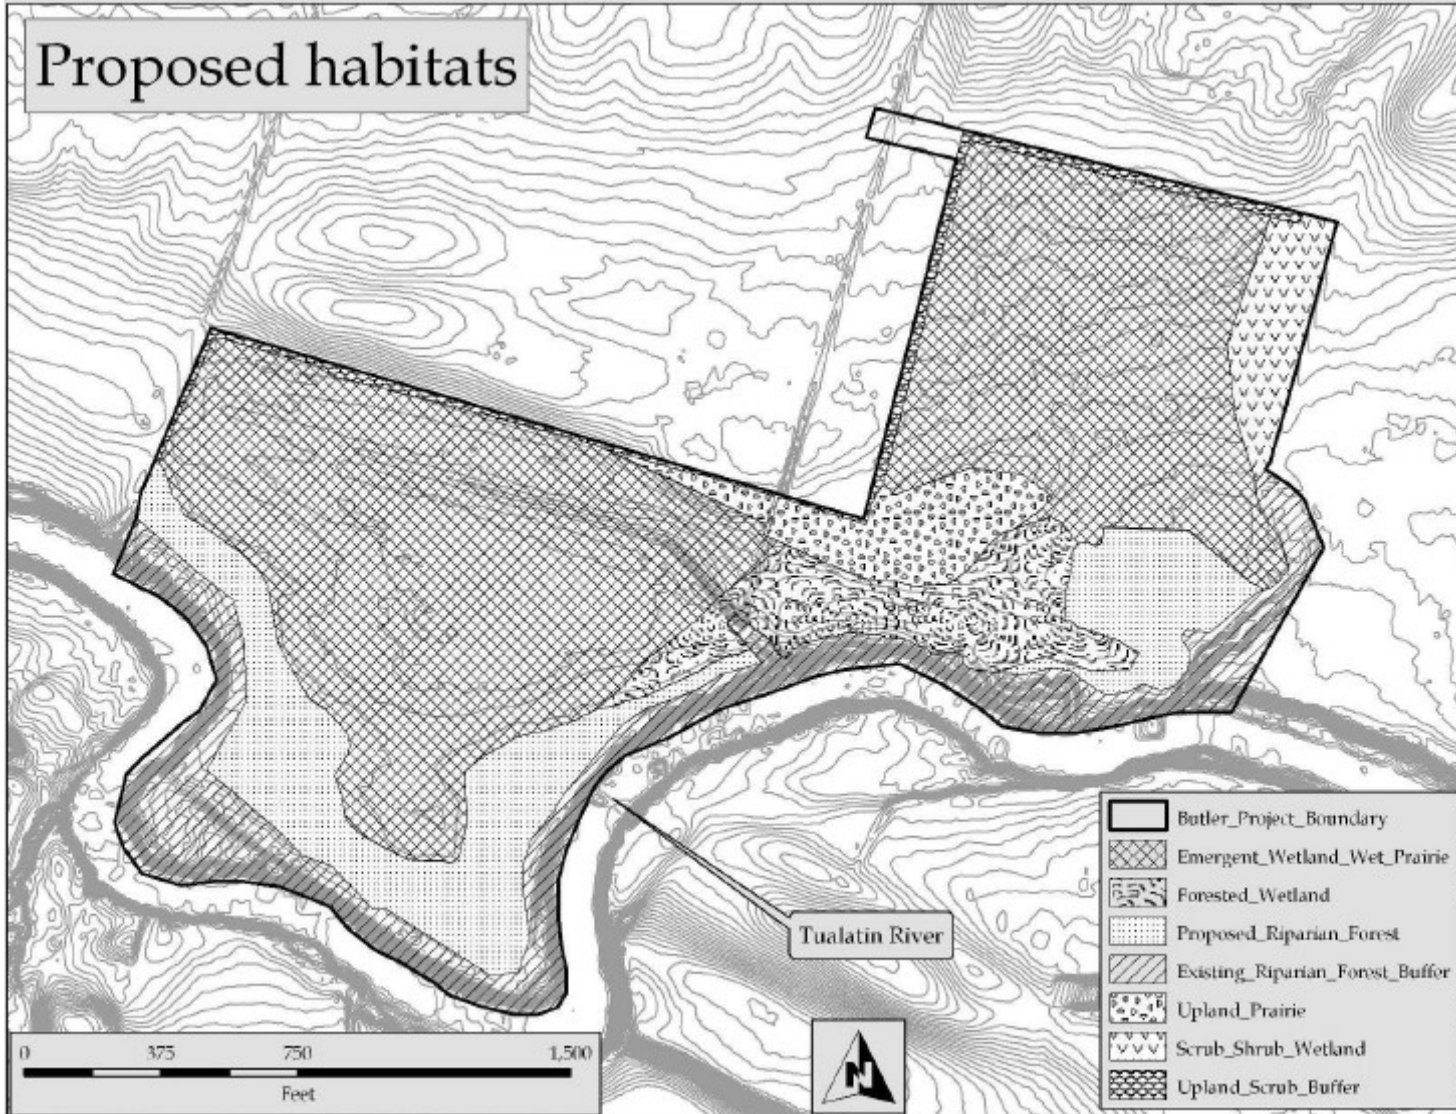 Proposed habitats
Butler_Project_Boundary
Emergent_Wetland_Wet_Prairie
Forested_Wetland
Proposed_Riparian_Forest
Existing_Riparian_Forest_Buffer
Upland_Prairie
Scrub_Shrub_Wetland
Upland_Scrub_Buffer
Tualatin River
0 375 750 1,500
Feet
N